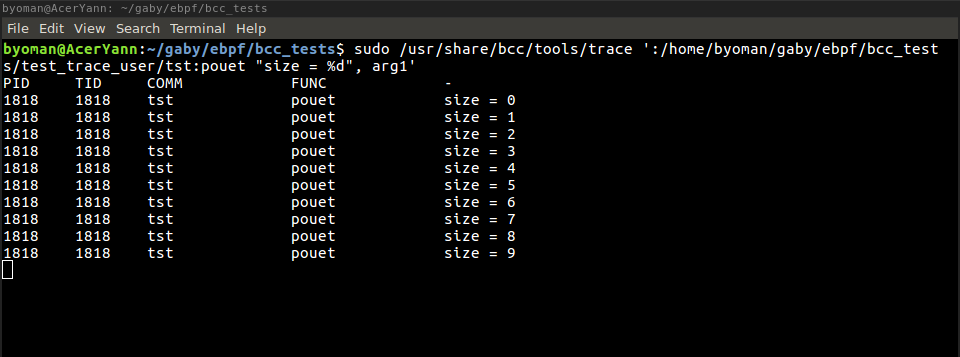 byoman@AcerYann: ~/gaby/ebpf/bcc_tests
File Edit View Search Terminal Help
byoman@AcerYann:~/gaby/ebpf/bcc_tests$ sudo /usr/share/bcc/tools/trace ':/home/byoman/gaby/ebpf/bcc_test
s/test_trace_user/tst:pouet "size = %d", arg1'
PID TID COMM FUNC -
1818 1818 tst pouet size = 0
1818 1818 tst pouet size = 1
1818 1818 tst pouet size = 2
1818 1818 tst pouet size = 3
1818 1818 tst pouet size = 4
1818 1818 tst pouet size = 5
1818 1818 tst pouet size = 6
1818 1818 tst pouet size = 7
1818 1818 tst pouet size = 8
1818 1818 tst pouet size = 9